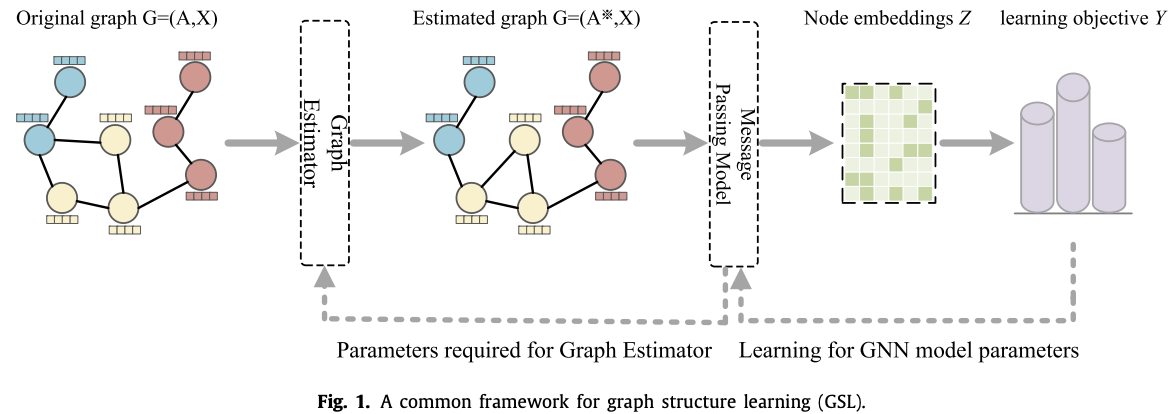 Original graph G=(A,X)
Estimated graph G=(A※,X)
Node embeddings Z
learning objective Y
Graph
Estimator
Message
Passing Model
Parameters required for Graph Estimator
Learning for GNN model parameters
Fig. 1. A common framework for graph structure learning (GSL).